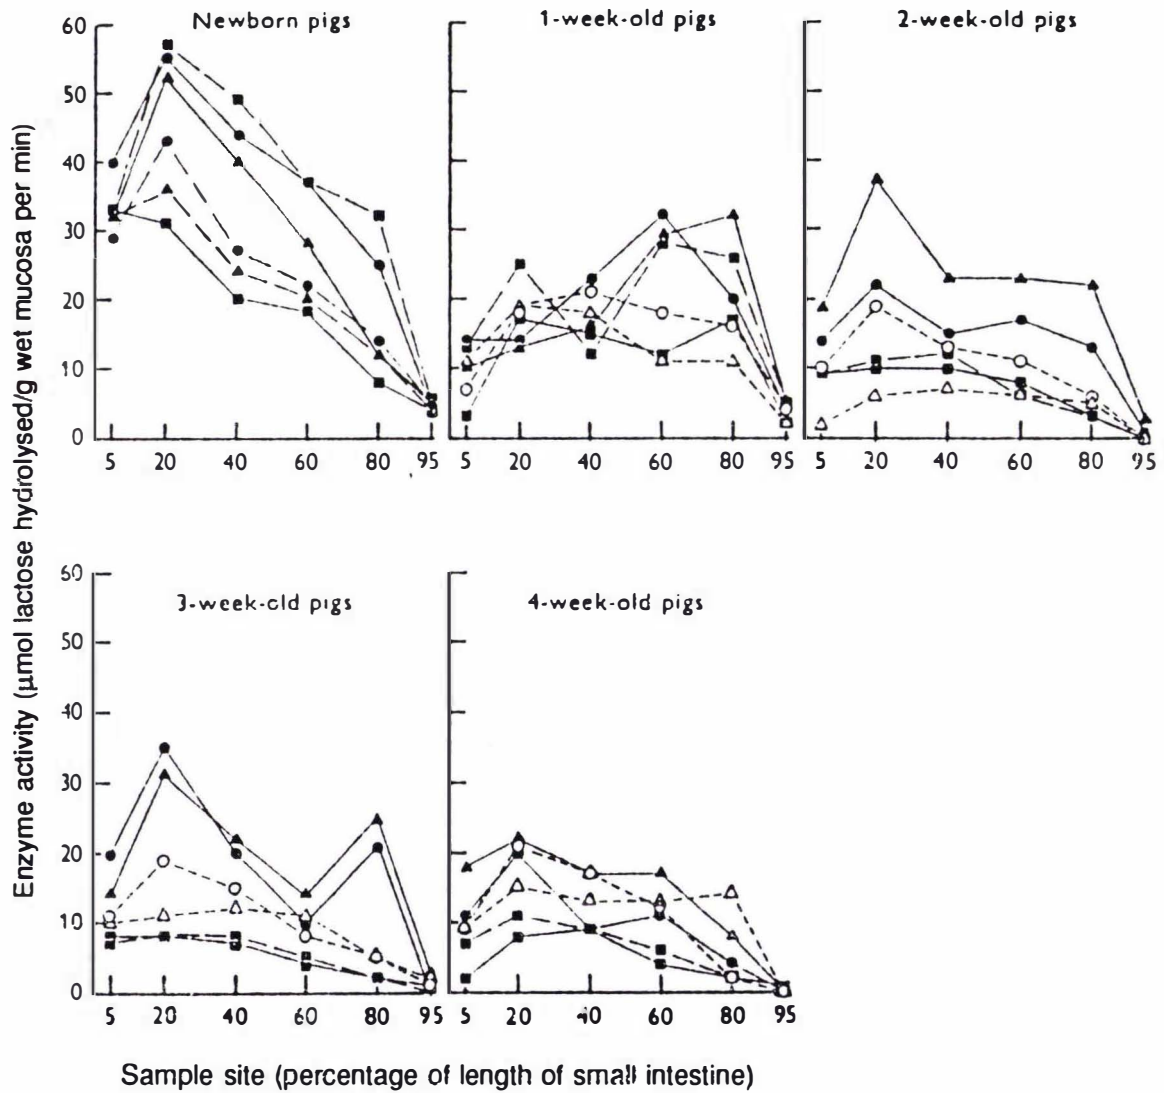 Newborn pigs
60
50
40
30
20
10
0
5 20 40 60 80 95
1-week-old pigs
5 20 40 60 80 95
2-week-old pigs
5 20 40 60 80 95
Enzyme activity (µmol lactose hydrolysed/g wet mucosa per min)
3-week-old pigs
60
50
40
30
20
10
0
5 20 40 60 80 95
4-week-old pigs
5 20 40 60 80 95
Sample site (percentage of length of small intestine)